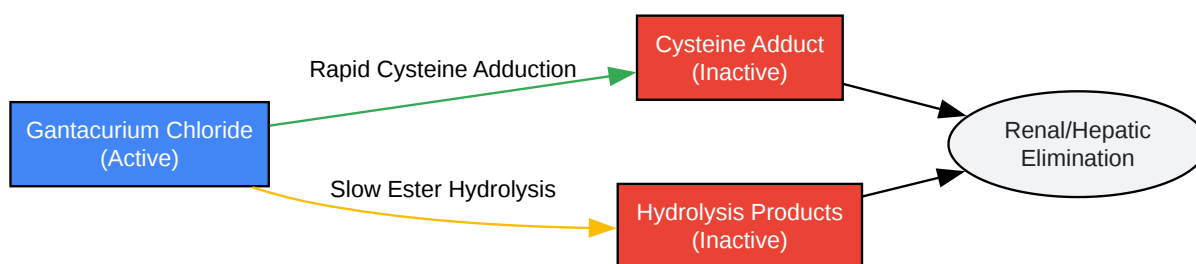 Gantacurium Chloride
(Active)
Rapid Cysteine Adduction
Slow Ester Hydrolysis
Cysteine Adduct
(Inactive)
Hydrolysis Products
(Inactive)
Renal/Hepatic
Elimination